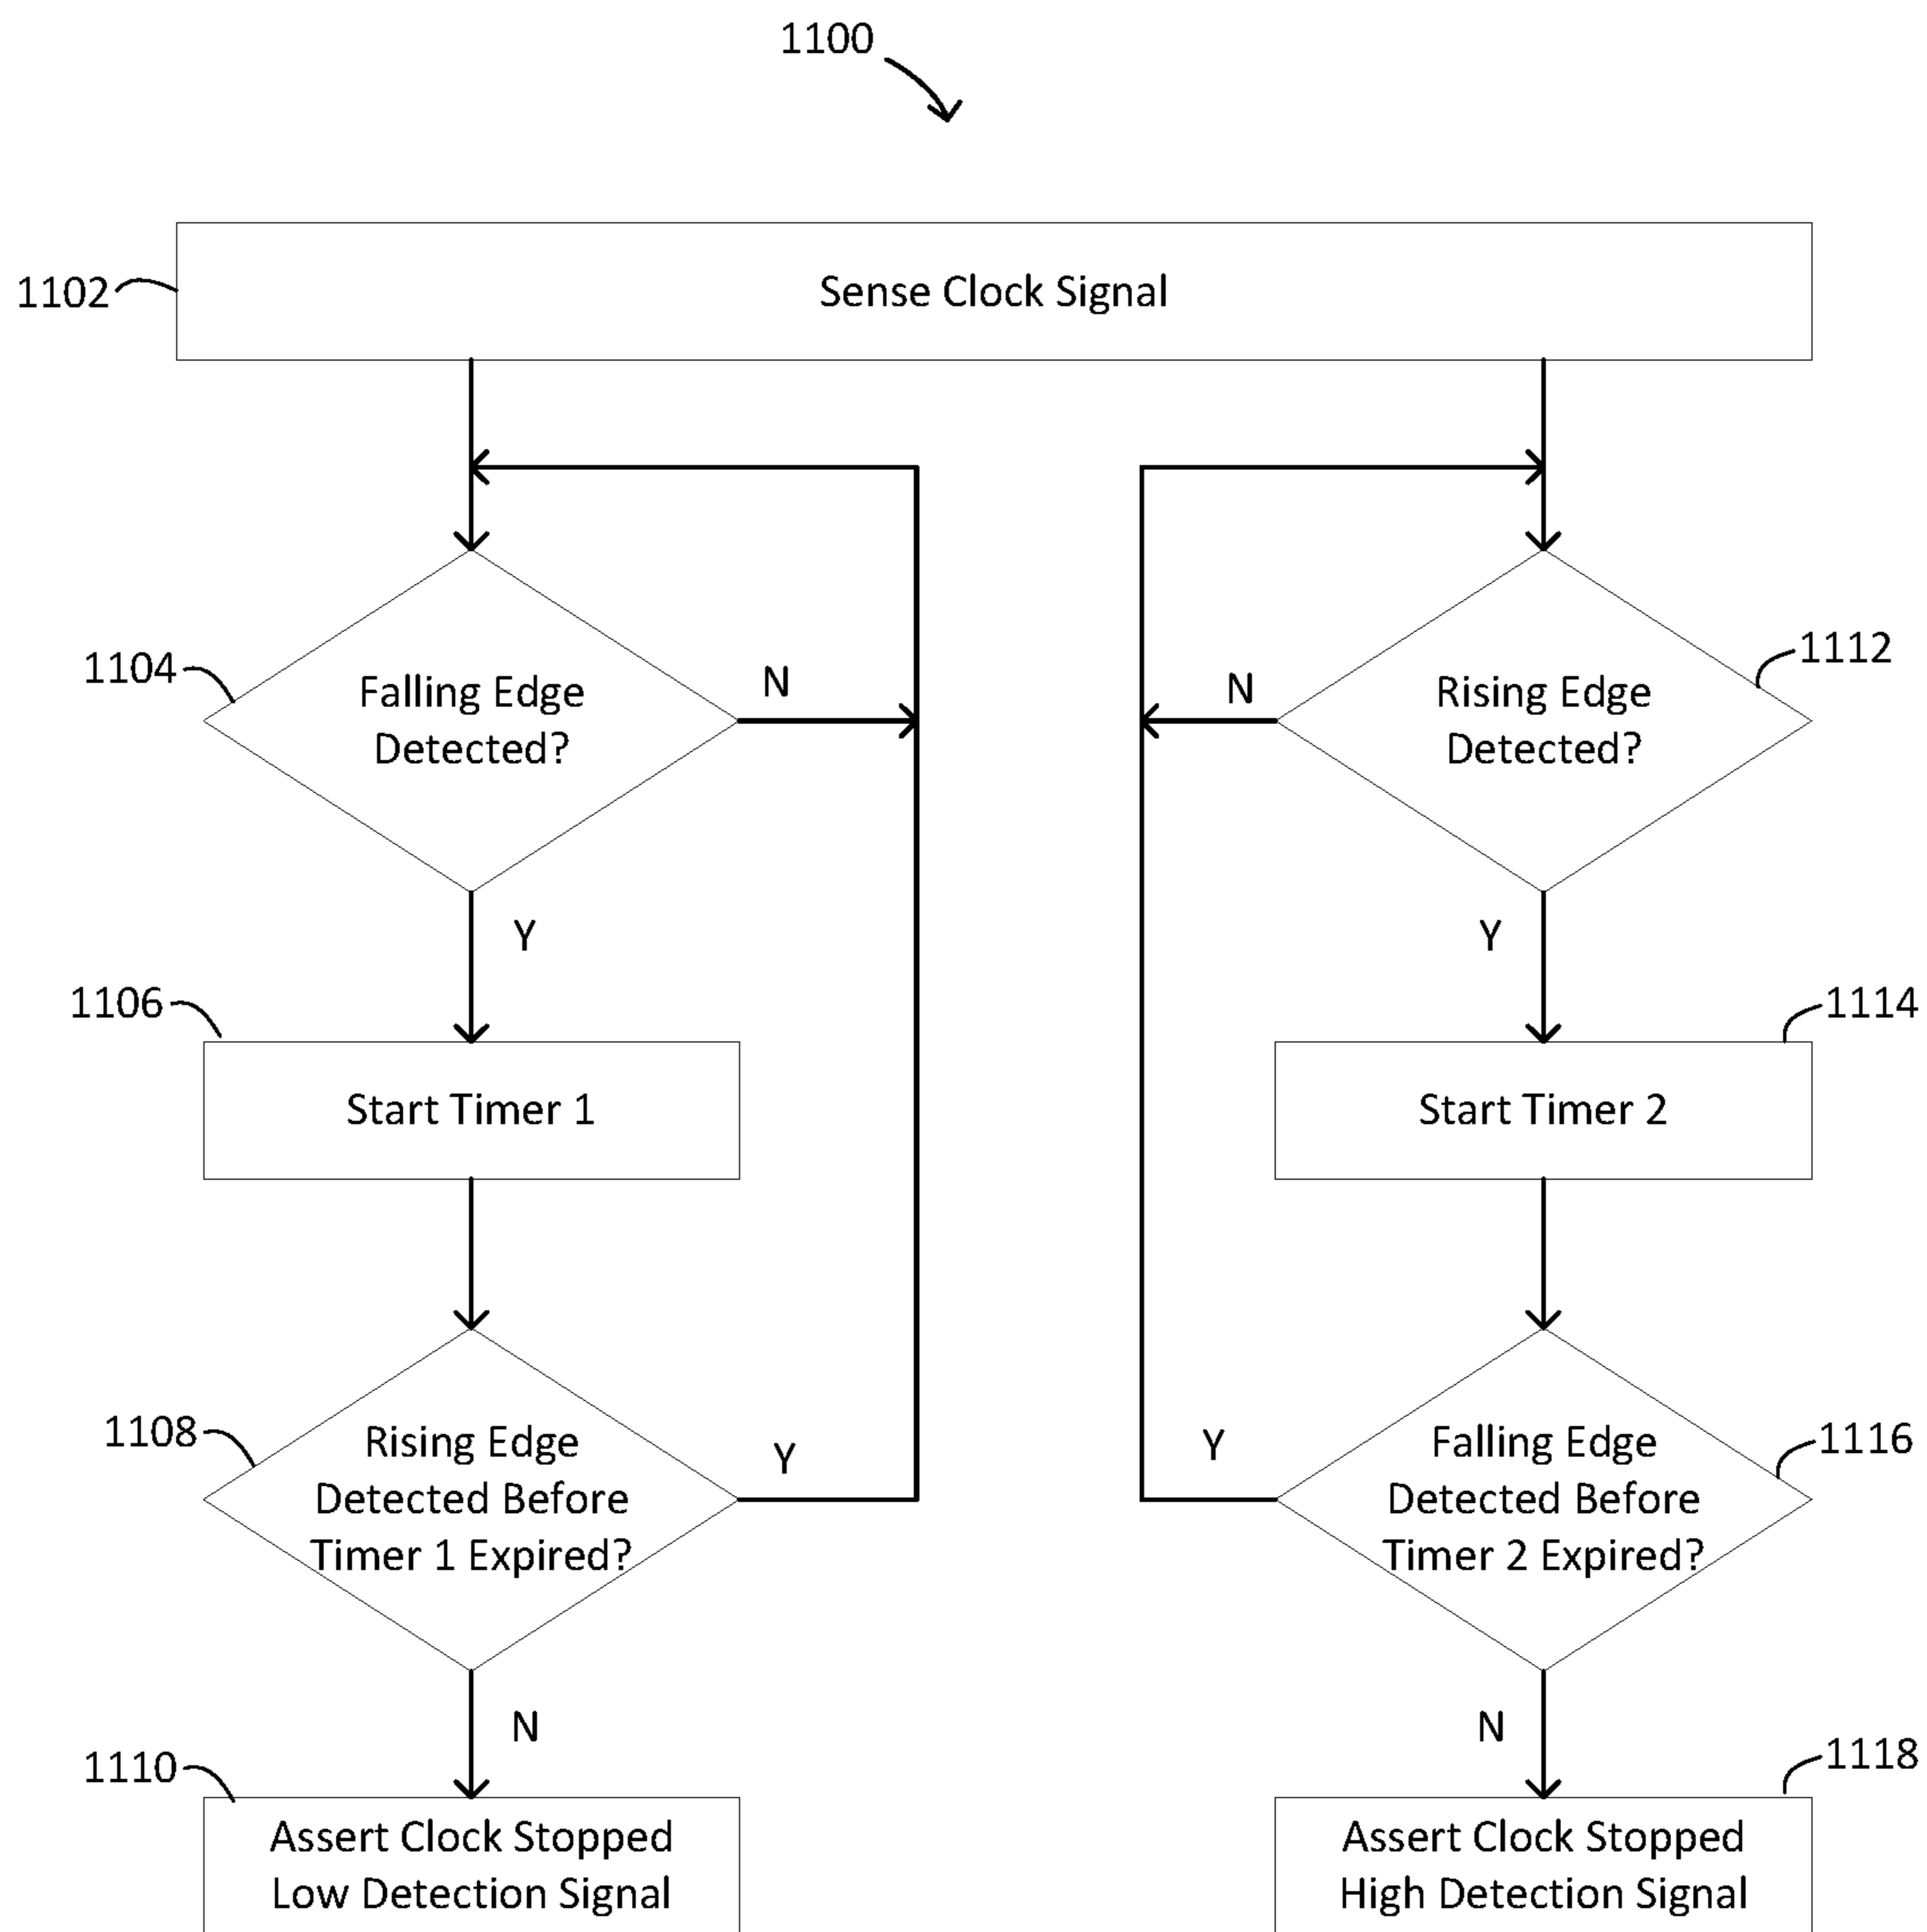 1100
1102
Sense Clock Signal
1104
Falling Edge
Detected?
N
Y
1106
Start Timer 1
1108
Rising Edge
Detected Before
Timer 1 Expired?
Y
N
1110
Assert Clock Stopped
Low Detection Signal
1112
Rising Edge
Detected?
N
Y
1114
Start Timer 2
1116
Falling Edge
Detected Before
Timer 2 Expired?
Y
N
1118
Assert Clock Stopped
High Detection Signal